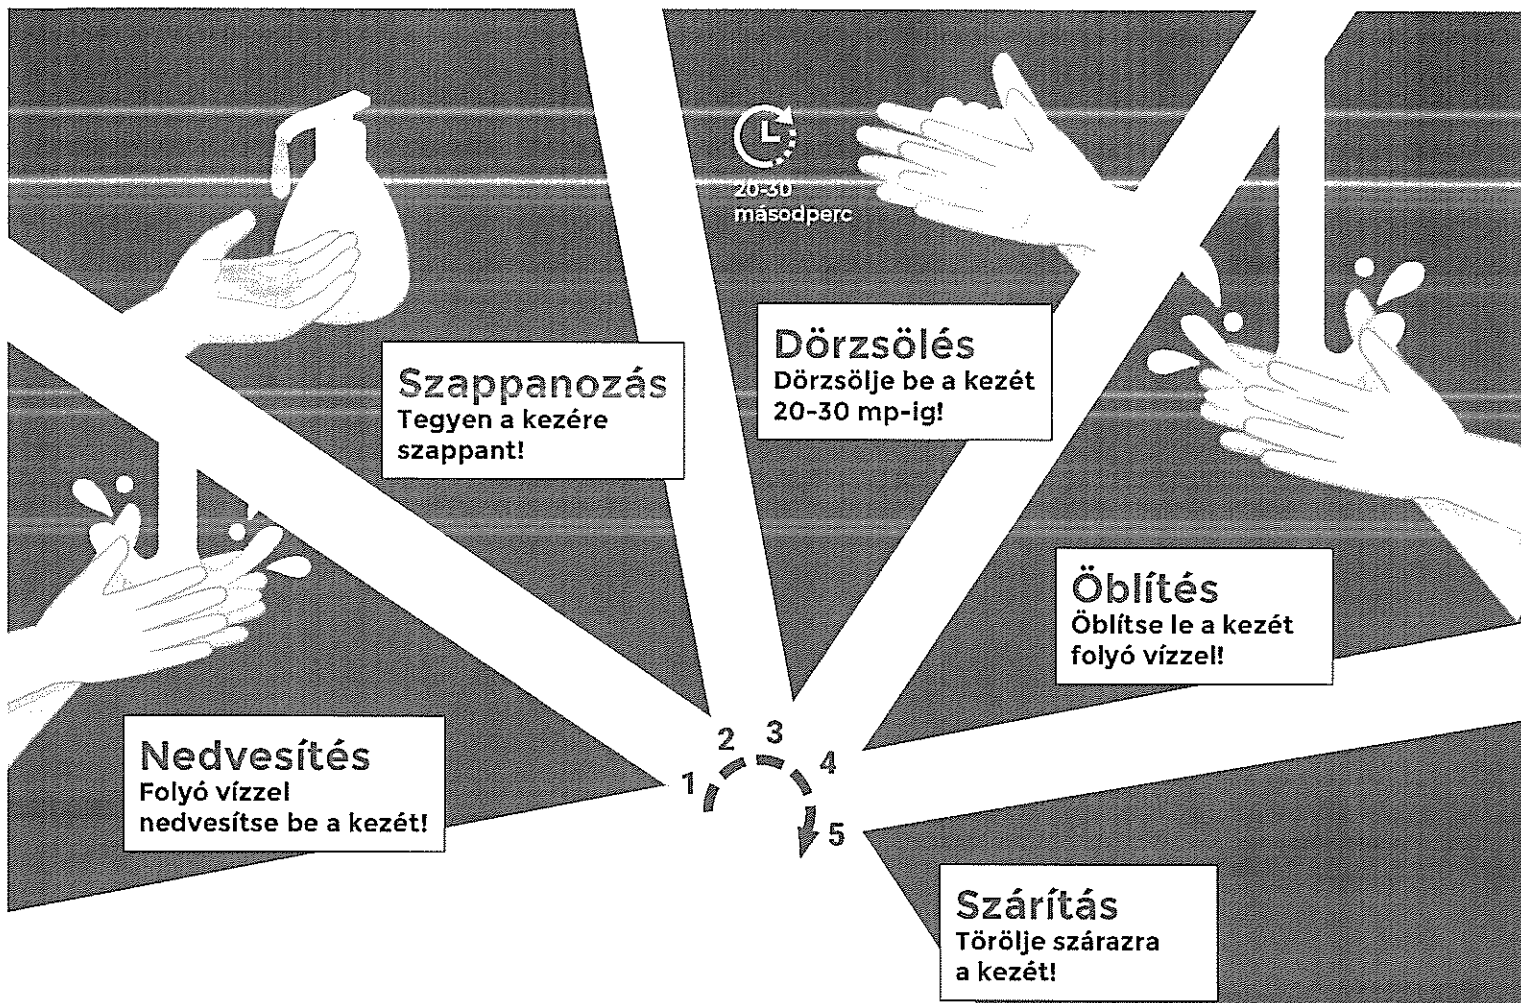 Nedvesítés
Folyó vízzel
nedvesítse be a kezét!
Szappanozás
Tegyen a kezére
szappant!
20-30
másodperc
Dörzsölés
Dörzsölje be a kezét
20-30 mp-ig!
Öblítés
Öblítse le a kezét
folyó vízzel!
Szárítás
Törölje szárazra
a kezét!
1
2
3
4
5